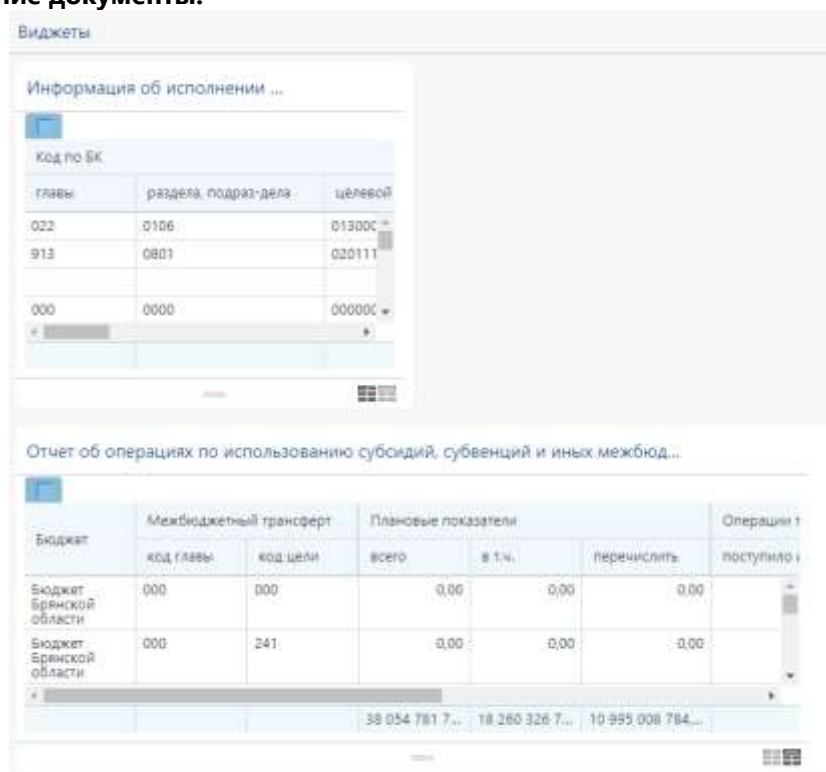 ние документы.
Виджеты
Информация об исполнении ...
Код по БК
главы раздела, подраз-дела целевой
022 0106 01300С
913 0801 020111
000 0000 00000С
Отчет об операциях по использованию субсидий, субвенций и иных межбюд...
Бюджет Межбюджетный трансферт Плановые показатели Операции т
код главы код цели всего в т.ч. перечислить поступило и
Бюджет Брянской области 000 000 0,00 0,00 0,00
Бюджет Брянской области 000 241 0,00 0,00 0,00
38 054 781 7... 18 260 326 7... 10 995 008 784,...